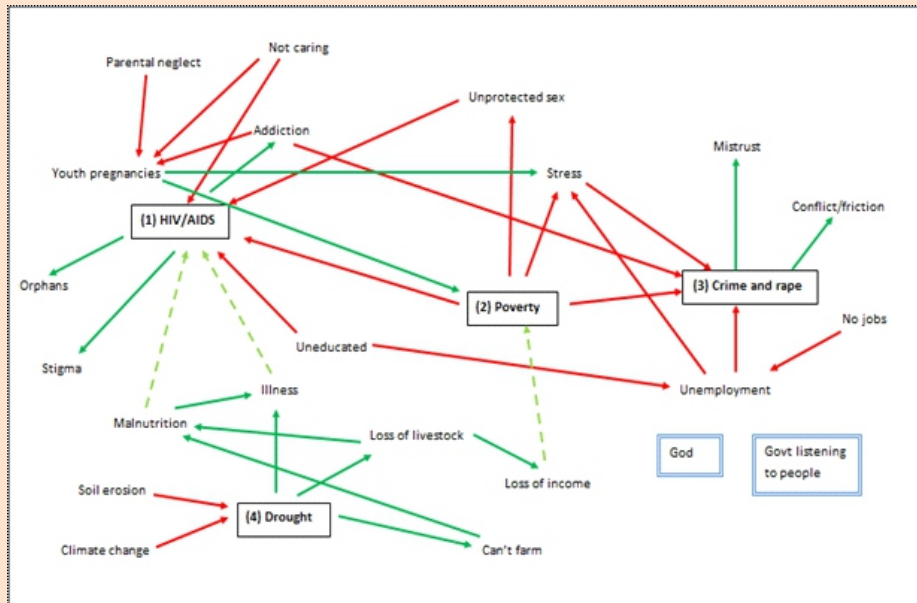 Not caring
Parental neglect
Unprotected sex
Addiction
Mistrust
Youth pregnancies
Stress
Conflict/friction
(1) HIV/AIDS
Orphans
(3) Crime and rape
(2) Poverty
No jobs
Uneducated
Stigma
Illness
Unemployment
Malnutrition
Loss of livestock
God
Govt listening
to people
Loss of income
Soil erosion
(4) Drought
Climate change
Can't farm